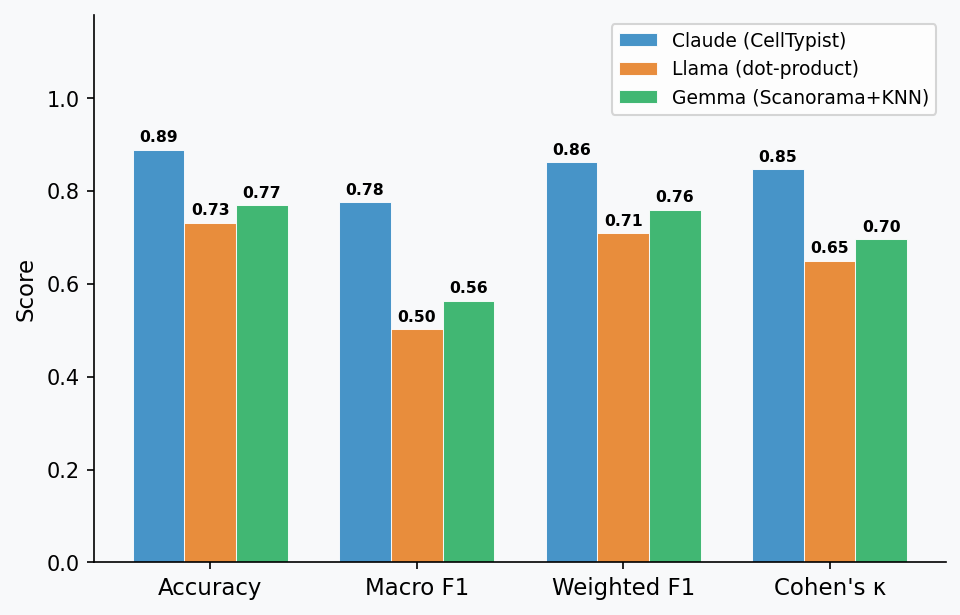 Claude (CellTypist)
Llama (dot-product)
Gemma (Scanorama+KNN)
Score
1.0
0.8
0.6
0.4
0.2
0.0
0.89
0.73
0.77
0.78
0.50
0.56
0.86
0.71
0.76
0.85
0.65
0.70
Accuracy
Macro F1
Weighted F1
Cohen's κ